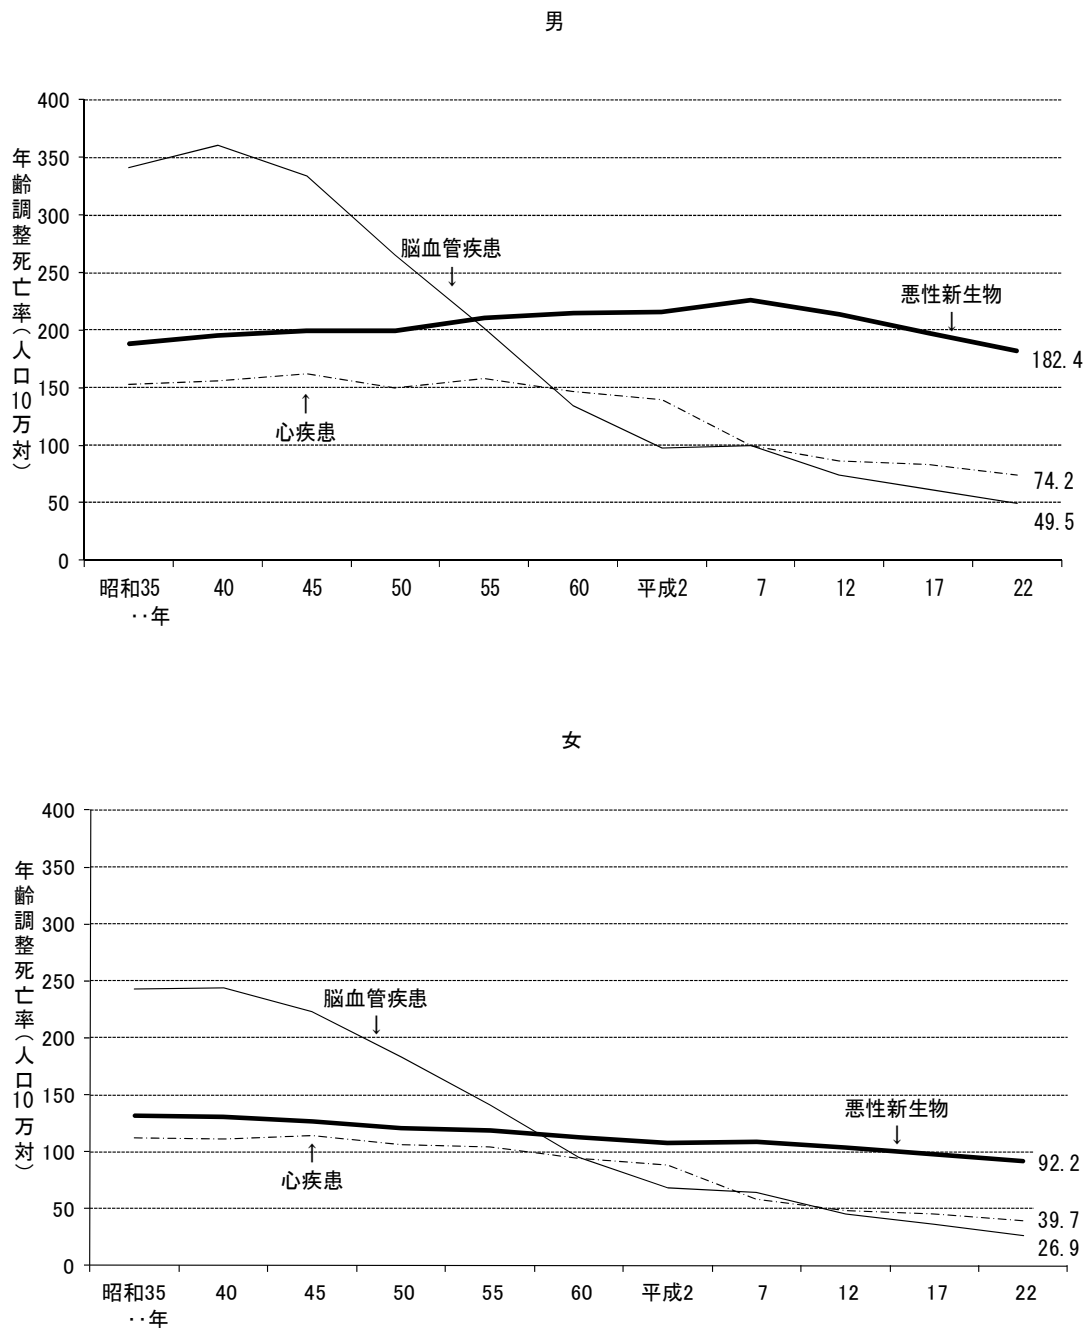 男
年齢調整死亡率（人口10万対）
400
350
300
250
200
150
100
50
0
脳血管疾患
↓
悪性新生物
↓
182.4
↑
心疾患
74.2
49.5
昭和35 40 45 50 55 60 平成2 7 12 17 22
‥年
女
年齢調整死亡率（人口10万対）
400
350
300
250
200
150
100
50
0
脳血管疾患
↓
悪性新生物
↓
92.2
↑
心疾患
39.7
26.9
昭和35 40 45 50 55 60 平成2 7 12 17 22
‥年